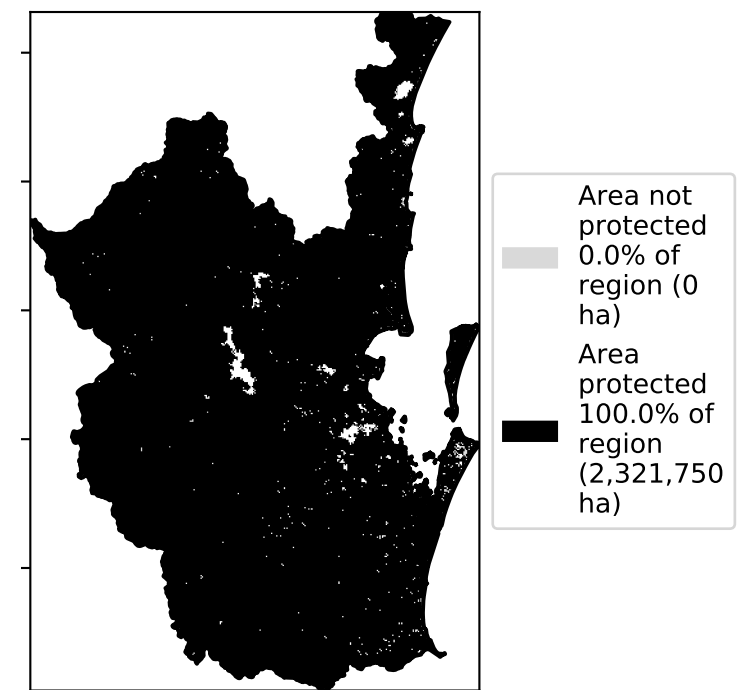 Area not
protected
0.0% of
region (0
ha)
Area
protected
100.0% of
region
(2,321,750
ha)